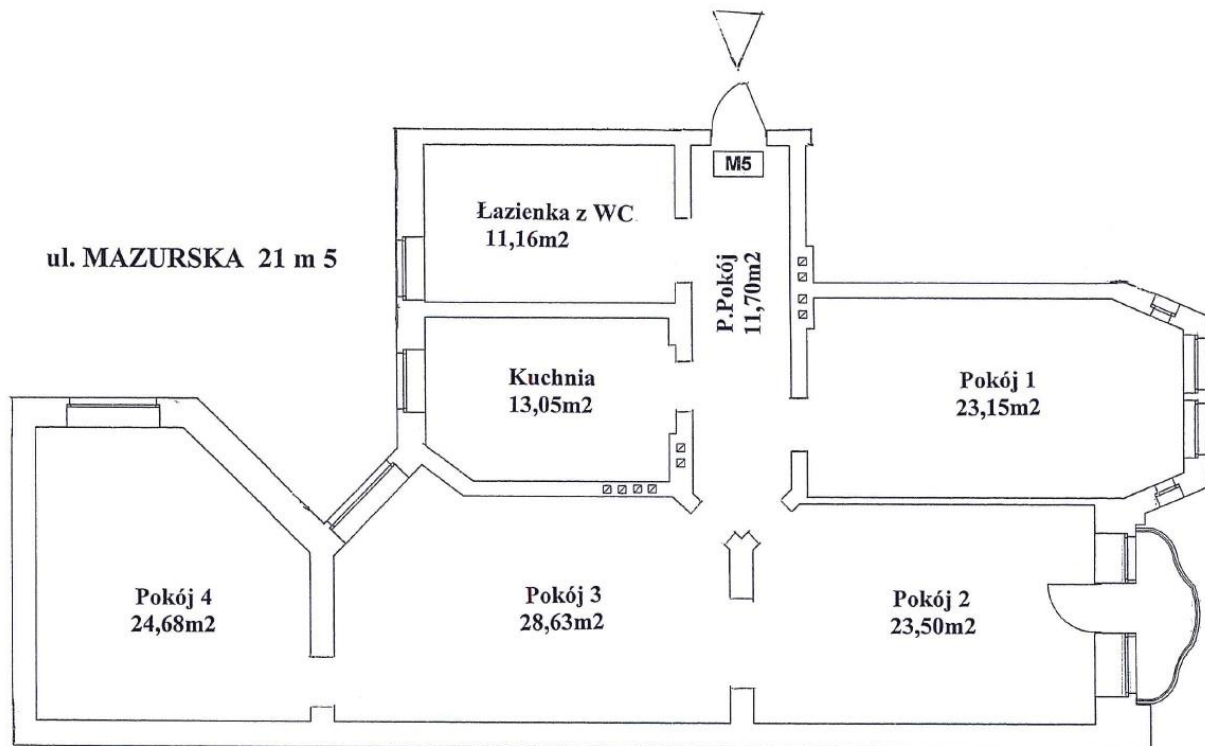 M5
Łazienka z WC
11,16m2
ul. MAZURSKA 21 m 5
P.Pokój
11,70m2
Kuchnia
13,05m2
Pokój 1
23,15m2
Pokój 4
24,68m2
Pokój 3
28,63m2
Pokój 2
23,50m2